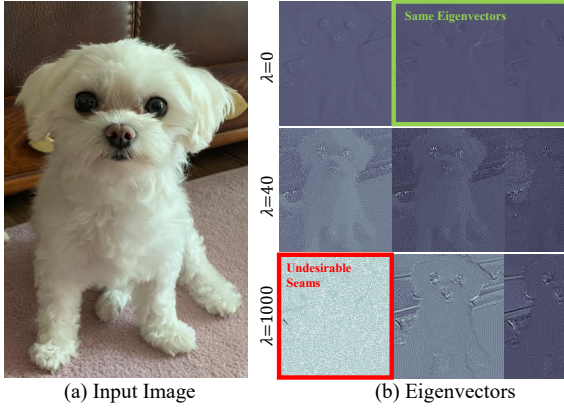 λ=0
Same Eigenvectors
λ=40
λ=1000
Undesirable
Seams
(a) Input Image
(b) Eigenvectors